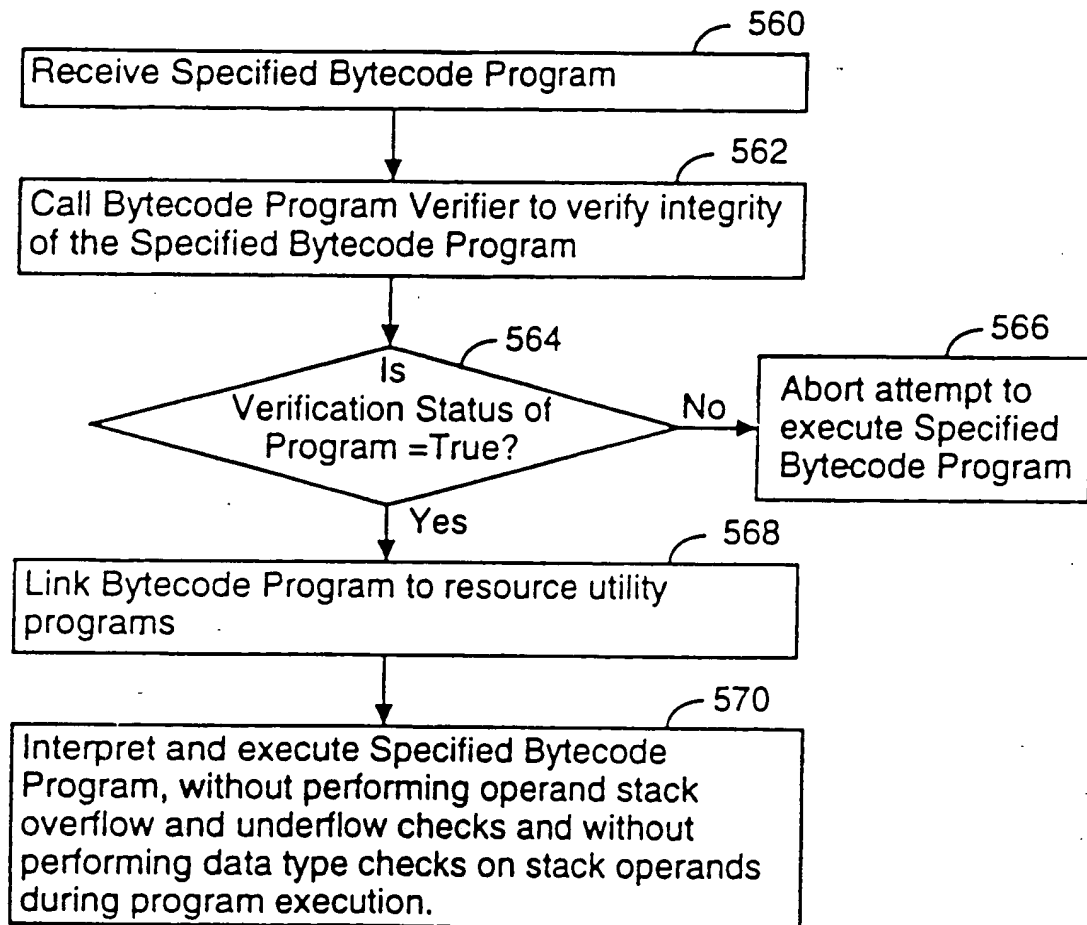 560
Receive Specified Bytecode Program
562
Call Bytecode Program Verifier to verify integrity
of the Specified Bytecode Program
564
Is
Verification Status of
Program =True?
No
566
Abort attempt to
execute Specified
Bytecode Program
Yes
568
Link Bytecode Program to resource utility
programs
570
Interpret and execute Specified Bytecode
Program, without performing operand stack
overflow and underflow checks and without
performing data type checks on stack operands
during program execution.